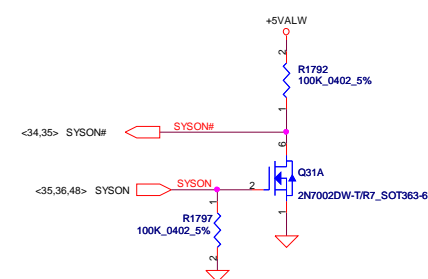 +5VALW
2
R1792
100K_0402_5%
1
<34,35> SYSON#
SYSON#
6
Q31A
<35,36,48> SYSON
SYSON
2
2N7002DW-T/R7_SOT363-6
1
1
R1797
100K_0402_5%
2